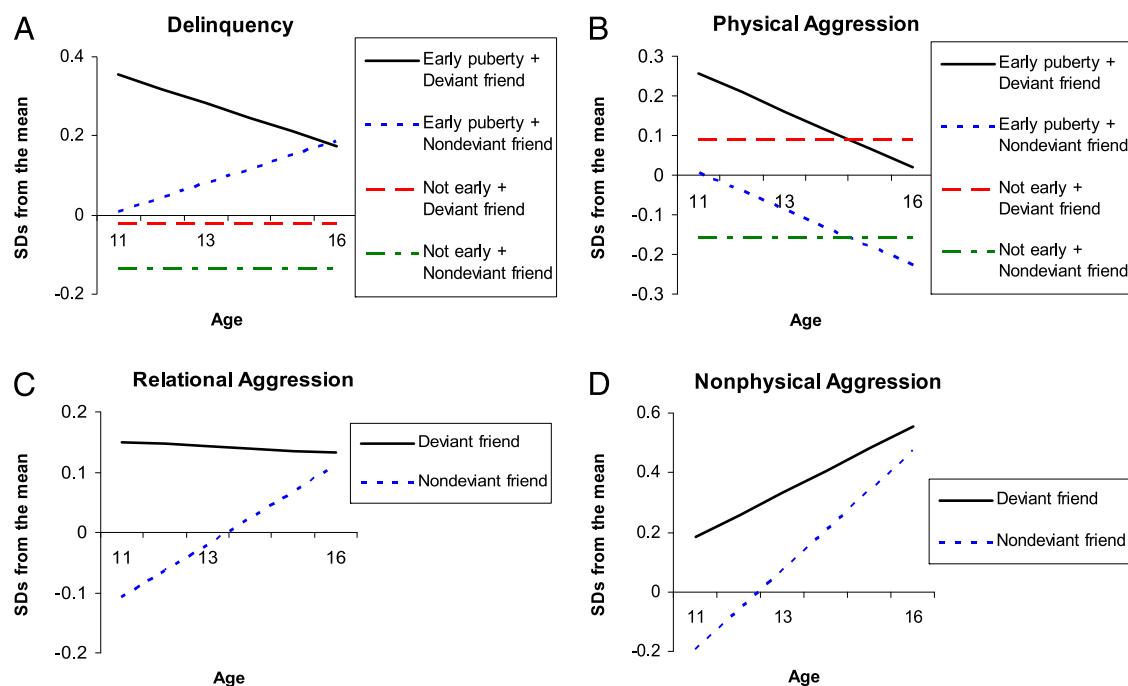 A
Delinquency
0.4
0.2
0
-0.2
SDs from the mean
11
13
16
Age
Early puberty +
Deviant friend
Early puberty +
Nondeviant friend
Not early +
Deviant friend
Not early +
Nondeviant friend
B
Physical Aggression
0.3
0.2
0.1
0
-0.1
-0.2
-0.3
SDs from the mean
11
13
16
Age
Early puberty +
Deviant friend
Early puberty +
Nondeviant friend
Not early +
Deviant friend
Not early +
Nondeviant friend
C
Relational Aggression
0.2
0.1
0
-0.1
-0.2
SDs from the mean
11
13
16
Age
Deviant friend
Nondeviant friend
D
Nonphysical Aggression
0.6
0.4
0.2
0
-0.2
SDs from the mean
11
13
16
Age
Deviant friend
Nondeviant friend